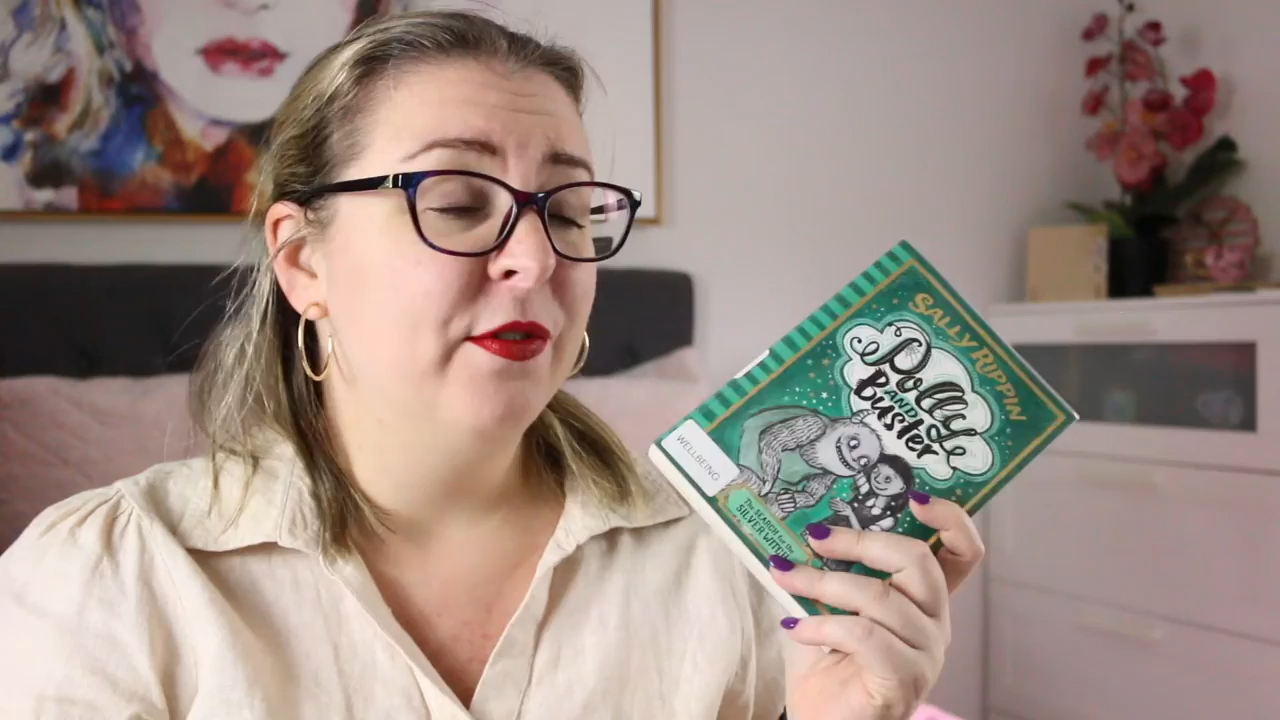 SALLY RIPPIN
Polly
AND
Buster
WELLBEING
The SEARCH for the
SILVER WITCH